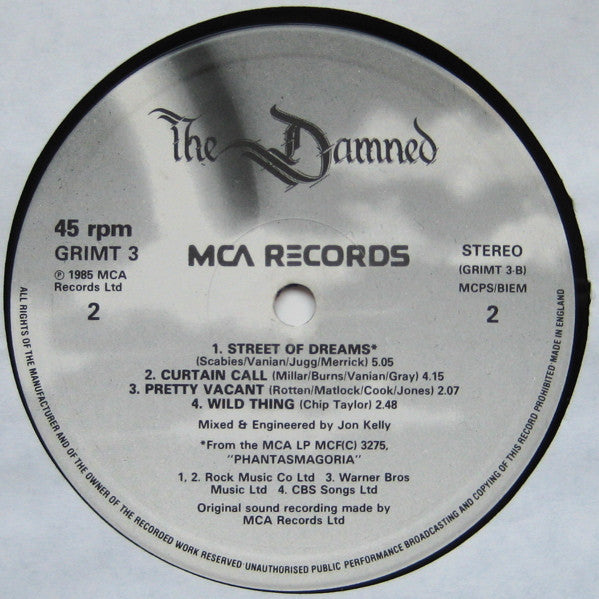 The Damned
45 rpm
GRIMT 3
MCA RECORDS
STEREO
(GRIMT 3-B)
MCPS/BIEM
℗ 1985 MCA
Records Ltd
2
2
1. STREET OF DREAMS*
(Scabies/Vanian/Jugg/Merrick) 5.05
2. CURTAIN CALL (Millar/Burns/Vanian/Gray) 4.15
3. PRETTY VACANT (Rotten/Matlock/Cook/Jones) 2.07
4. WILD THING (Chip Taylor) 2.48
Mixed & Engineered by Jon Kelly
*From the MCA LP MCF(C) 3275,
"PHANTASMAGORIA"
1, 2. Rock Music Co Ltd 3. Warner Bros
Music Ltd 4. CBS Songs Ltd
Original sound recording made by
MCA Records Ltd
ALL RIGHTS OF THE MANUFACTURER AND OF THE OWNER OF THE RECORDED WORK RESERVED UNAUTHORISED PUBLIC PERFORMANCE BROADCASTING AND COPYING OF THIS RECORD PROHIBITED·MADE IN ENGLAND